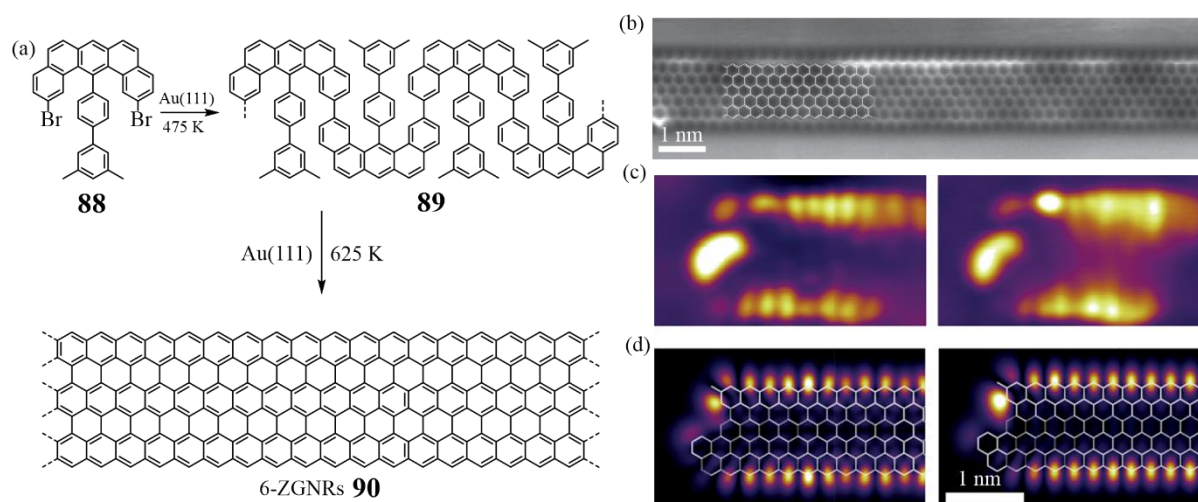 (a)
Br
Br
88
Au(111)
475 K
89
Au(111)
625 K
6-ZGNRs 90
(b)
1 nm
(c)
(d)
1 nm